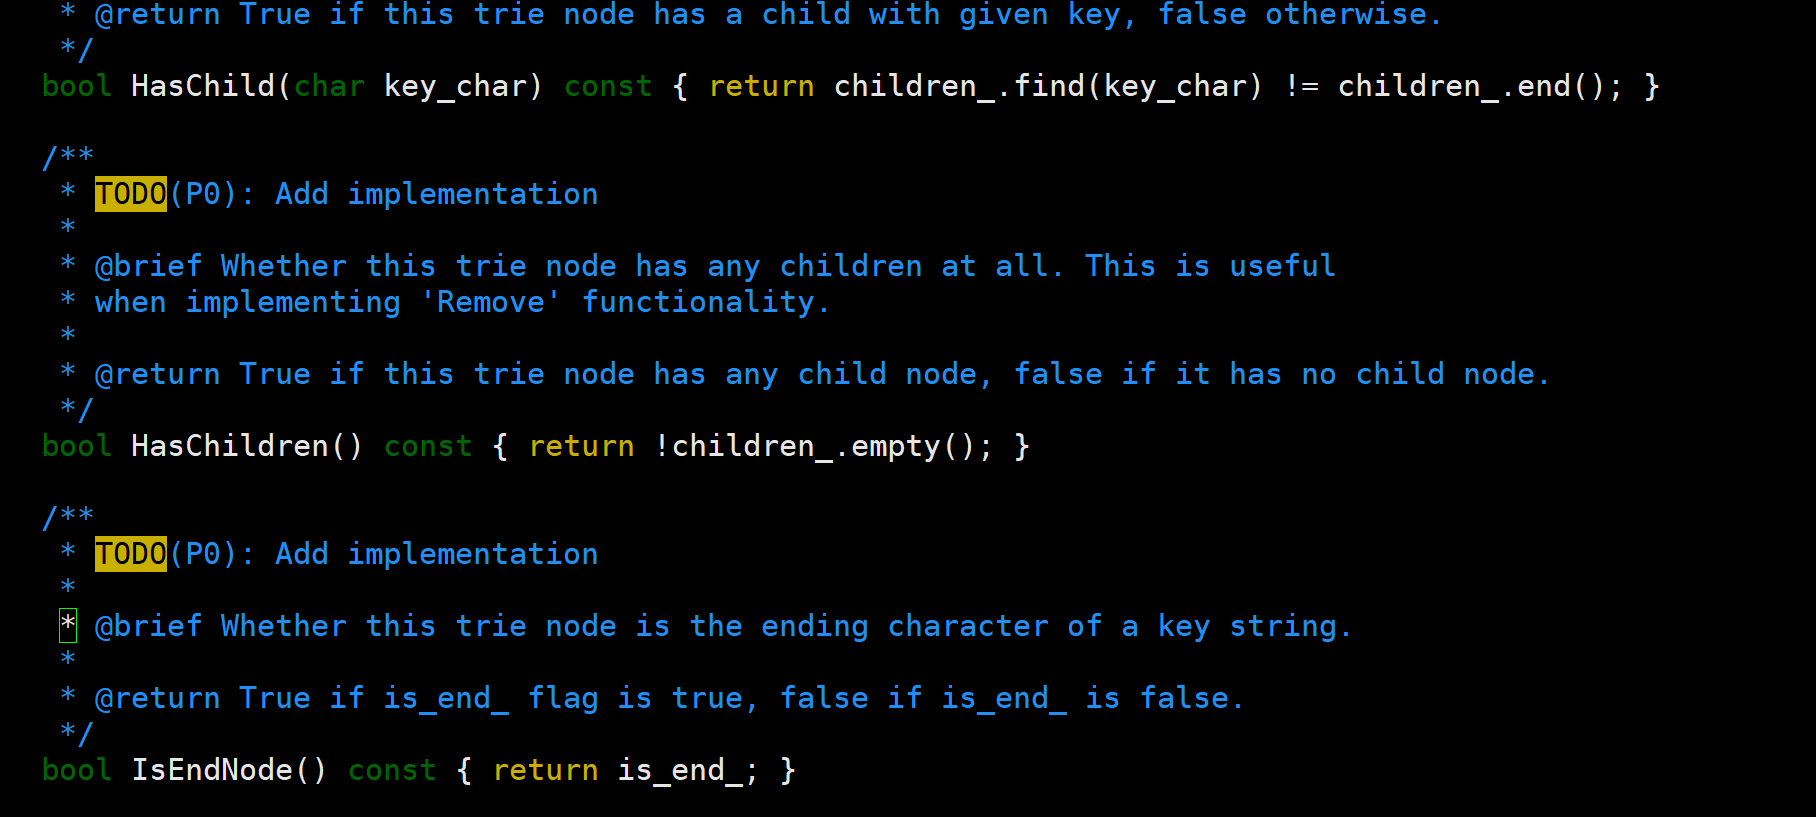 * @return True if this trie node has a child with given key, false otherwise.
*/
bool HasChild(char key_char) const { return children_.find(key_char) != children_.end(); }
/**
* TODO(P0): Add implementation
*
* @brief Whether this trie node has any children at all. This is useful
* when implementing 'Remove' functionality.
*
* @return True if this trie node has any child node, false if it has no child node.
*/
bool HasChildren() const { return !children_.empty(); }
/**
* TODO(P0): Add implementation
*
* @brief Whether this trie node is the ending character of a key string.
*
* @return True if is_end_ flag is true, false if is_end_ is false.
*/
bool IsEndNode() const { return is_end_; }